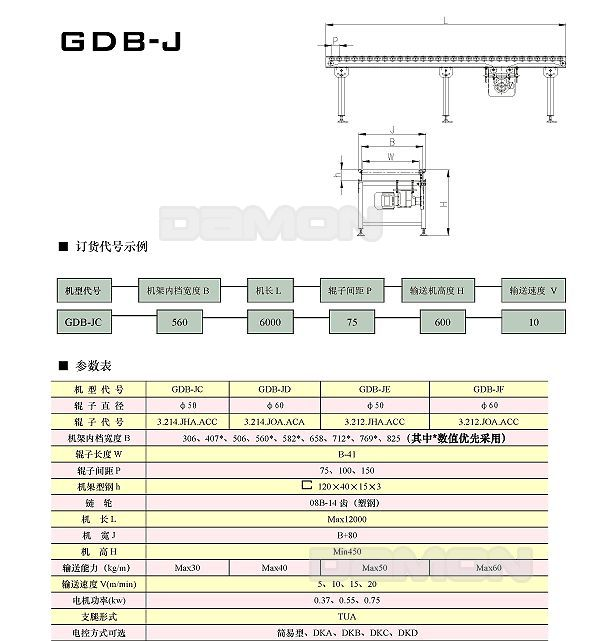 GDB-J
L
P
J
B
W
h
H
DAMON
■ 订货代号示例
机型代号 机架内档宽度 B 机长 L 辊子间距 P 输送机高度 H 输送速度 V
GDB-JC 560 6000 75 600 10
■ 参数表
机 型 代 号 GDB-JC GDB-JD GDB-JE GDB-JF
辊 子 直 径 ф50 ф60 ф50 ф60
辊 子 代 号 3.214.JHA.ACC 3.214.JOA.ACA 3.212.JHA.ACC 3.212.JOA.ACC
机架内档宽度 B 306、407*、506、560*、582*、658、712*、769*、825 (其中*数值优先采用)
辊子长度 W B-41
辊子间距 P 75、100、150
机架型钢 h 120×40×15×3
链 轮 08B-14 齿 (塑钢)
机 长 L Max12000
机 宽 J B+80
机 高 H Min450
输送能力 (kg/m) Max30 Max40 Max50 Max60
输送速度 V(m/min) 5、10、15、20
电机功率(kw) 0.37、0.55、0.75
支腿形式 TUA
电控方式可选 简易型、DKA、DKB、DKC、DKD
DAMON